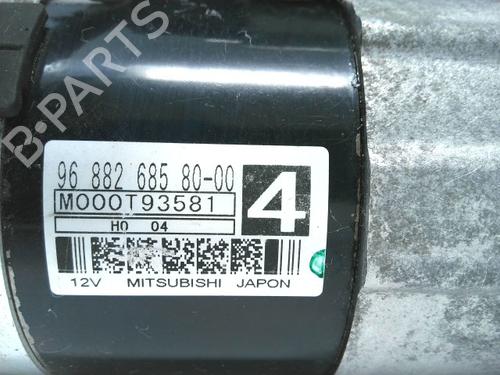 B-PARTS
96 882 685 80-00
M000T93581
4
H0 04
12V MITSUBISHI JAPON